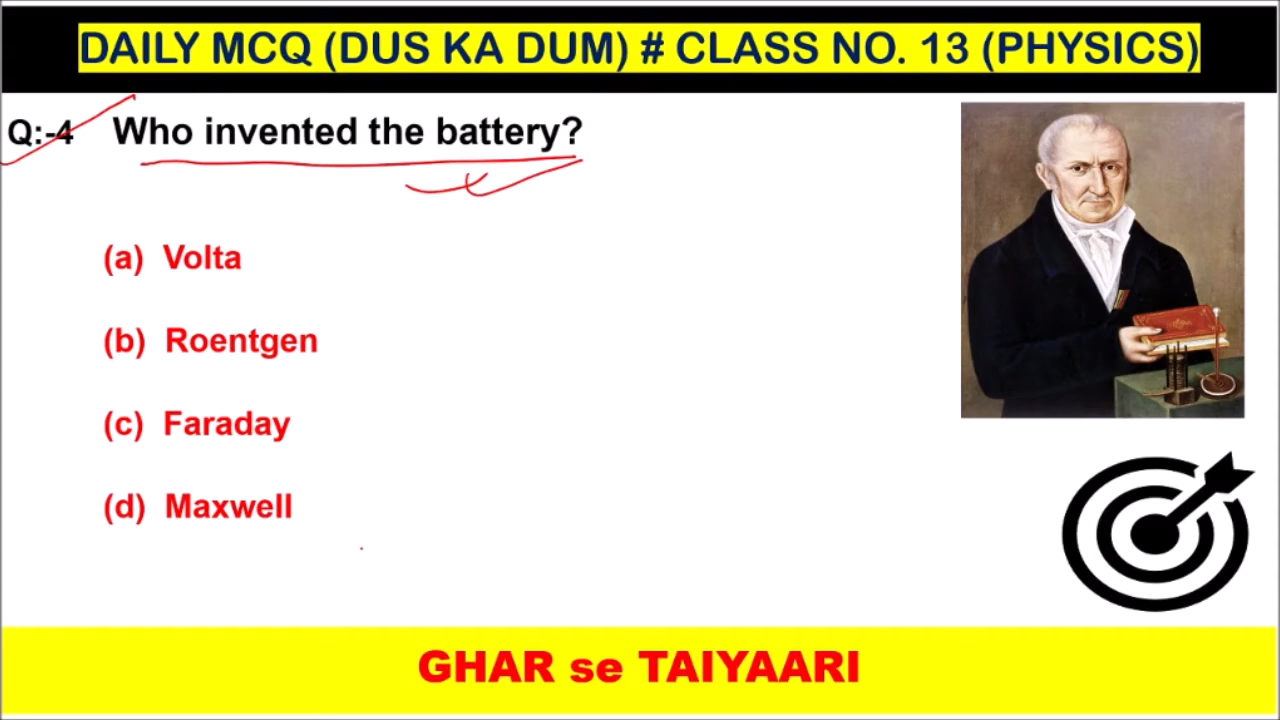 DAILY MCQ (DUS KA DUM) # CLASS NO. 13 (PHYSICS)
Q:-4 Who invented the battery?
(a) Volta
(b) Roentgen
(c) Faraday
(d) Maxwell
GHAR se TAIYAARI